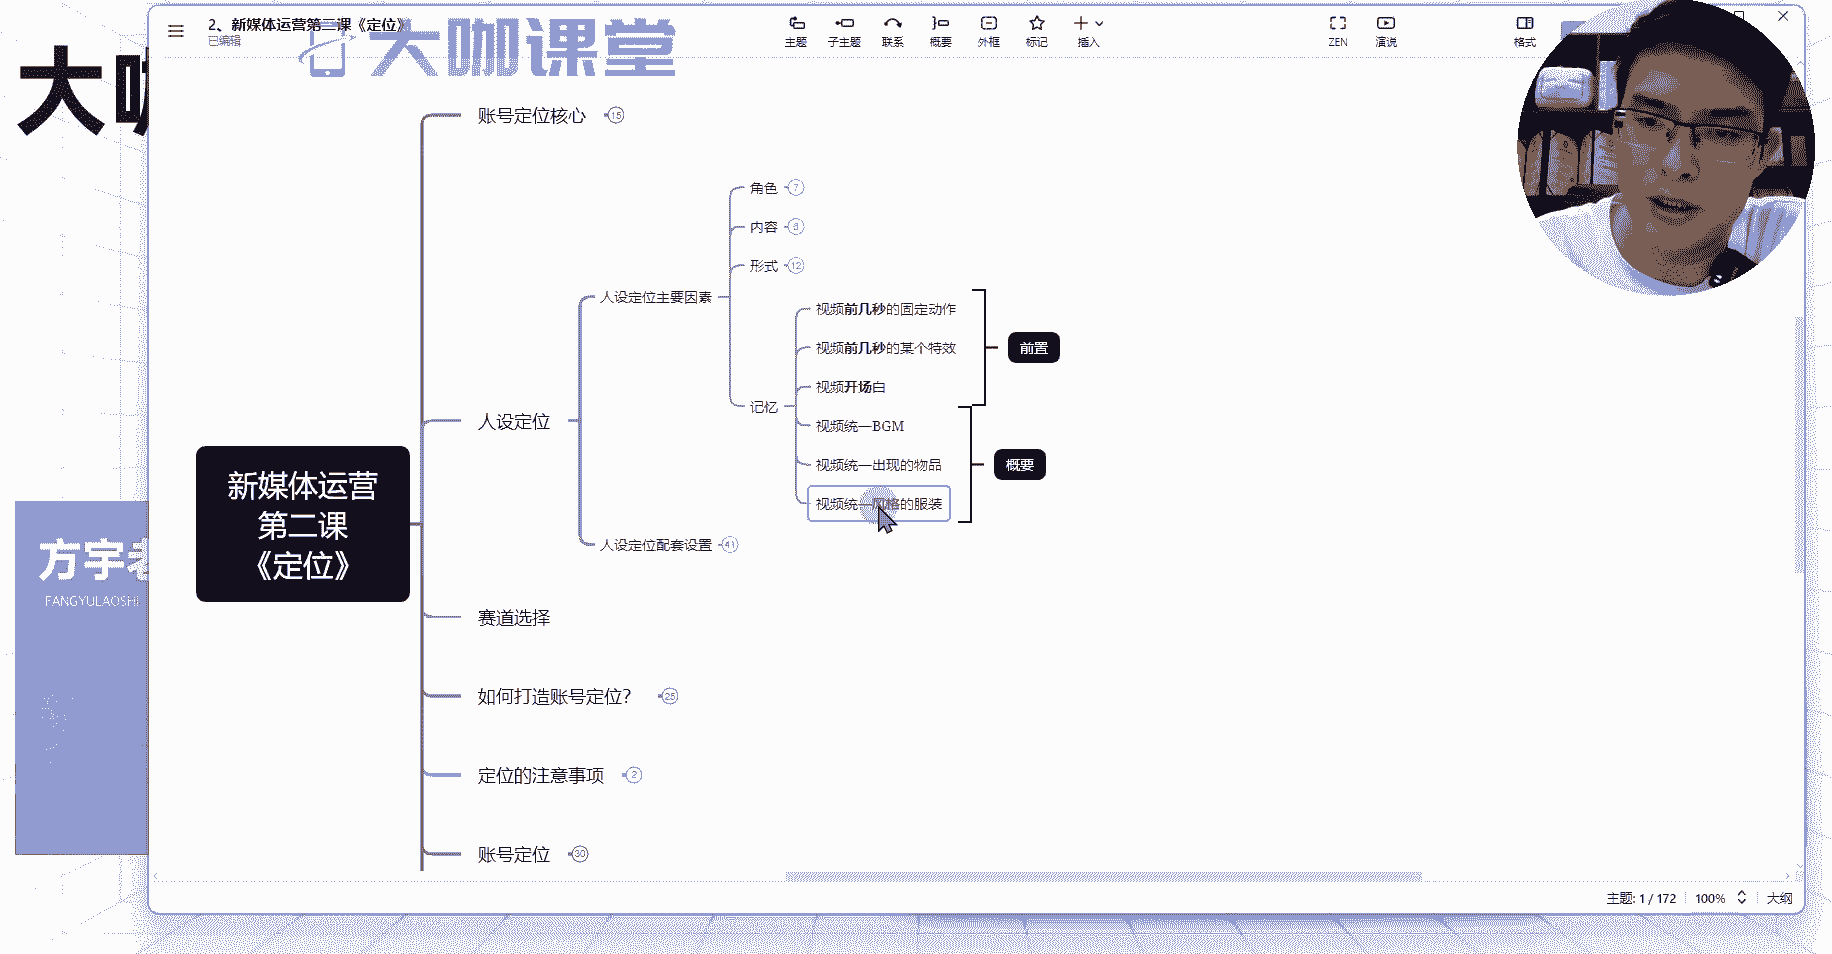 2、新媒体运营第二课《定位》
已编辑
大咖课堂
主题
子主题
联系
概要
外框
标记
插入
ZEN
演说
格式
大
账号定位核心 15
角色 7
内容
形式 12
人设定位主要因素
视频前几秒的固定动作
视频前几秒的某个特效
前置
视频开场白
记忆
人设定位
视频统一BGM
视频统一出现的物品
概要
视频统一风格的服装
新媒体运营
第二课
《定位》
人设定位配套设置 41
方宇
FANGYULAOSHI
赛道选择
如何打造账号定位? 25
定位的注意事项 2
账号定位 30
主题: 1 / 172
100%
大纲